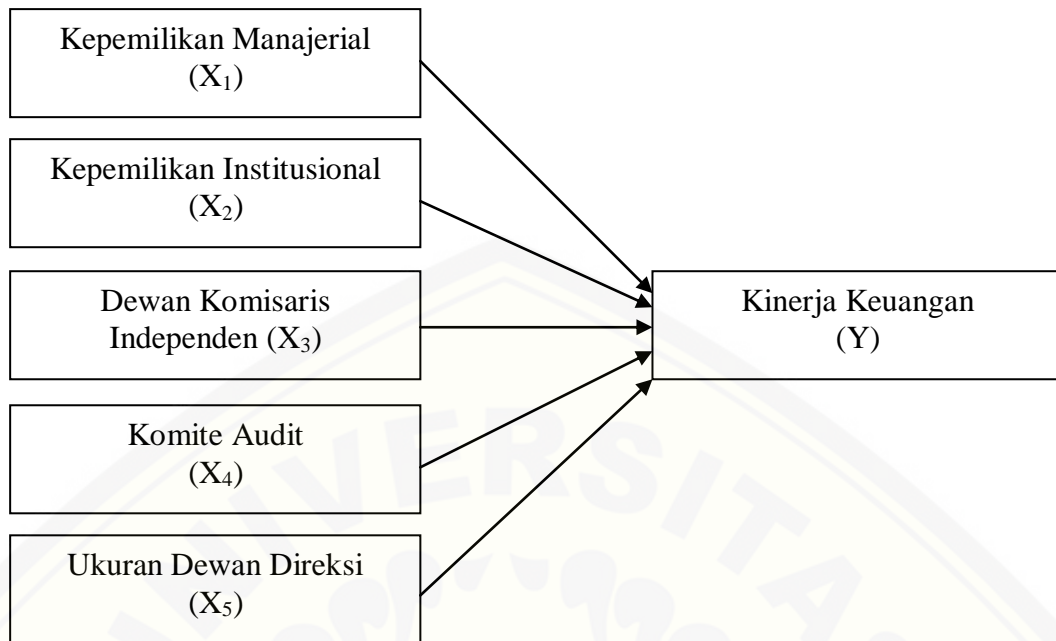 Kepemilikan Manajerial
(X₁)
Kepemilikan Institusional
(X₂)
Dewan Komisaris
Independen (X₃)
Kinerja Keuangan
(Y)
Komite Audit
(X₄)
Ukuran Dewan Direksi
(X₅)
UNIVERSITA